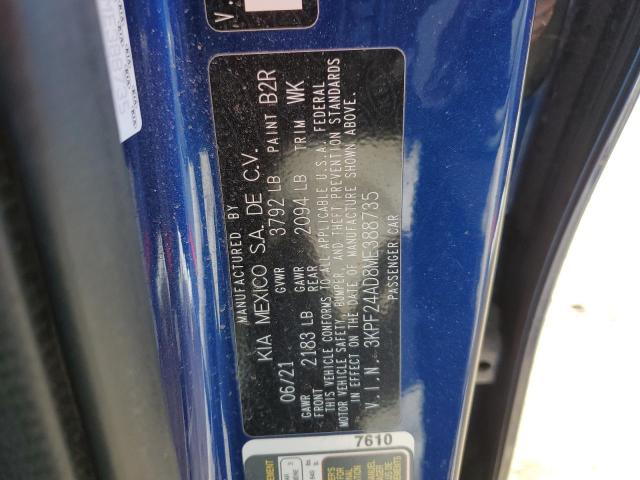 MANUFACTURED BY
KIA MEXICO S.A. DE C.V.
06/21 GVWR 3792 LB PAINT B2R
GAWR FRONT 2183 LB GAWR REAR 2094 LB TRIM WK
THIS VEHICLE CONFORMS TO ALL APPLICABLE U.S.A. FEDERAL
MOTOR VEHICLE SAFETY, BUMPER, AND THEFT PREVENTION STANDARDS
IN EFFECT ON THE DATE OF MANUFACTURE SHOWN ABOVE.
V.I.N. 3KPF24AD8ME388735
PASSENGER CAR
7610